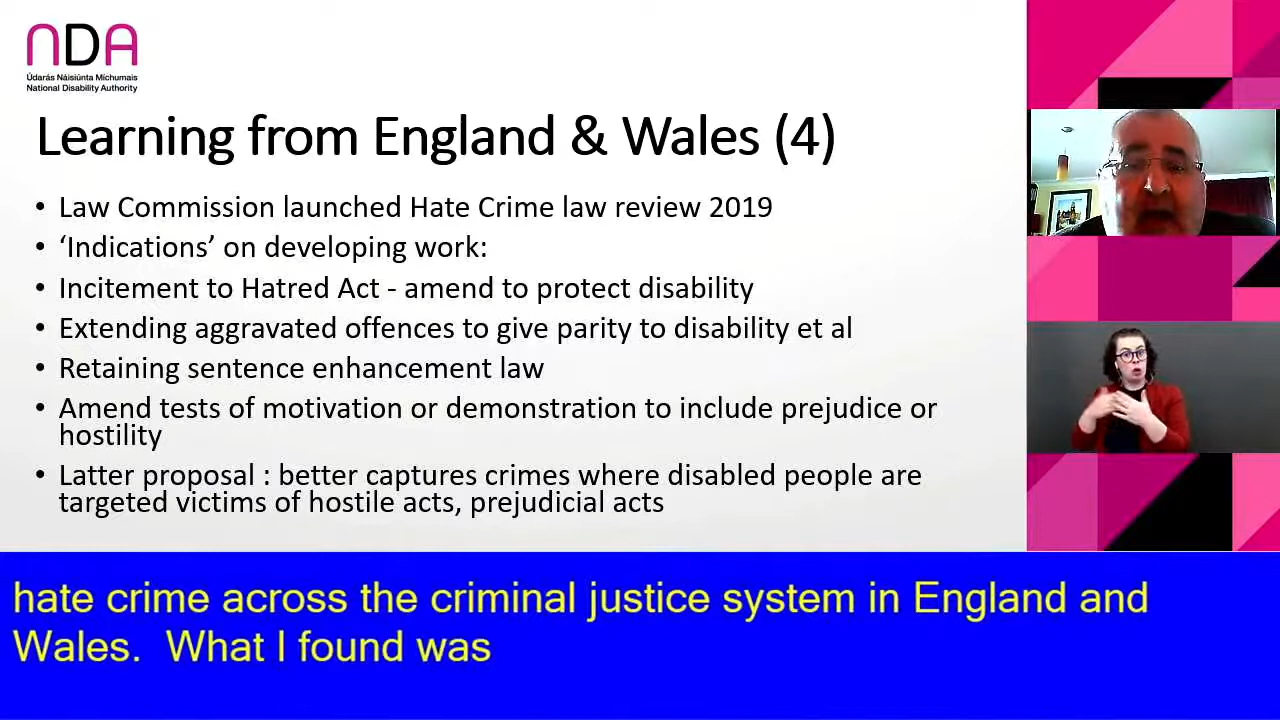 NDA
Údarás Náisiúnta Míchumais
National Disability Authority
Learning from England & Wales (4)
• Law Commission launched Hate Crime law review 2019
• ‘Indications’ on developing work:
• Incitement to Hatred Act - amend to protect disability
• Extending aggravated offences to give parity to disability et al
• Retaining sentence enhancement law
• Amend tests of motivation or demonstration to include prejudice or
hostility
• Latter proposal : better captures crimes where disabled people are
targeted victims of hostile acts, prejudicial acts
hate crime across the criminal justice system in England and
Wales.  What I found was